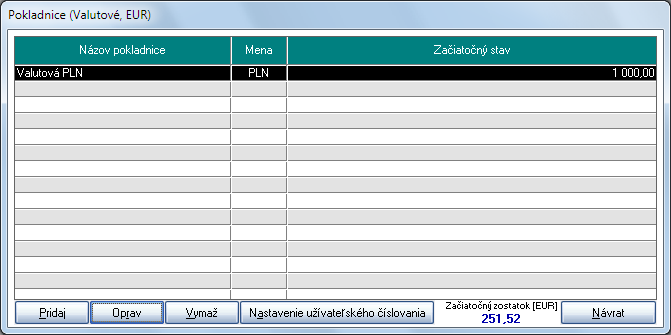 Pokladnice (Valutové, EUR)
Názov pokladnice Mena Začiatočný stav
Valutová PLN PLN 1 000,00
Pridaj Oprav Vymaž Nastavenie užívateľského číslovania Začiatočný zostatok [EUR] Návrat
251,52